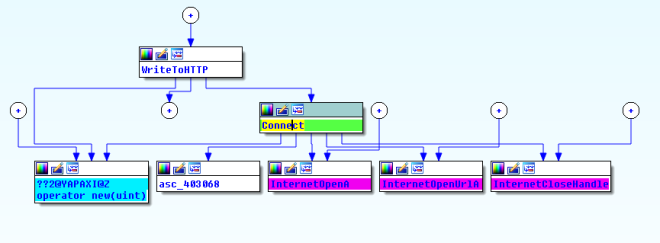 WriteToHTTP
Connect
??2@YAPAXI@Z
operator new(uint)
asc_403068
InternetOpenA
InternetOpenUrlA
InternetCloseHandle